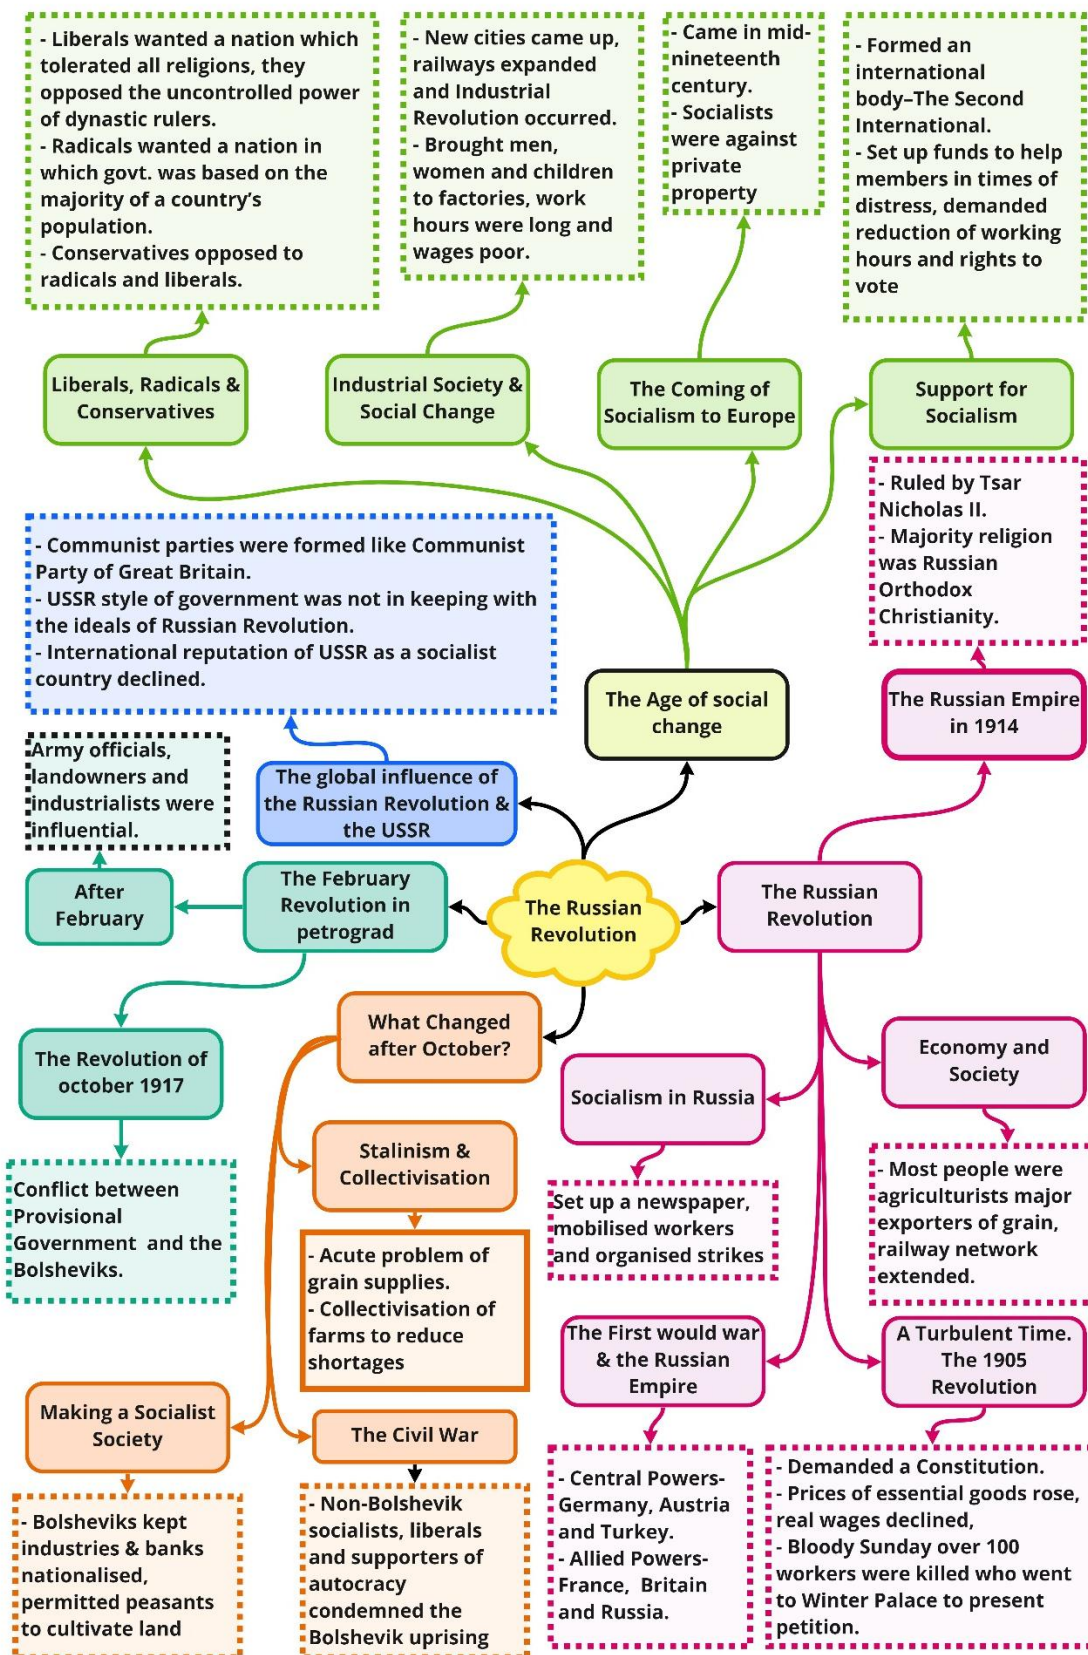 - Liberals wanted a nation which
tolerated all religions, they
opposed the uncontrolled power
of dynastic rulers.
- Radicals wanted a nation in
which govt. was based on the
majority of a country's
population.
- Conservatives opposed to
radicals and liberals.
- New cities came up,
railways expanded
and Industrial
Revolution occurred.
- Brought men,
women and children
to factories, work
hours were long and
wages poor.
- Came in mid-
nineteenth
century.
- Socialists
were against
private
property
- Formed an
international
body–The Second
International.
- Set up funds to help
members in times of
distress, demanded
reduction of working
hours and rights to
vote
Liberals, Radicals &
Conservatives
Industrial Society &
Social Change
The Coming of
Socialism to Europe
Support for
Socialism
- Ruled by Tsar
Nicholas II.
- Majority religion
was Russian
Orthodox
Christianity.
- Communist parties were formed like Communist
Party of Great Britain.
- USSR style of government was not in keeping with
the ideals of Russian Revolution.
- International reputation of USSR as a socialist
country declined.
The Age of social
change
The Russian Empire
in 1914
Army officials,
landowners and
industrialists were
influential.
The global influence of
the Russian Revolution &
the USSR
After
February
The February
Revolution in
petrograd
The Russian
Revolution
The Russian
Revolution
What Changed
after October?
The Revolution of
october 1917
Socialism in Russia
Economy and
Society
Stalinism &
Collectivisation
Conflict between
Provisional
Government and the
Bolsheviks.
Set up a newspaper,
mobilised workers
and organised strikes
- Most people were
agriculturists major
exporters of grain,
railway network
extended.
- Acute problem of
grain supplies.
- Collectivisation of
farms to reduce
shortages
The First would war
& the Russian
Empire
A Turbulent Time.
The 1905
Revolution
Making a Socialist
Society
The Civil War
- Bolsheviks kept
industries & banks
nationalised,
permitted peasants
to cultivate land
- Non-Bolshevik
socialists, liberals
and supporters of
autocracy
condemned the
Bolshevik uprising
- Central Powers-
Germany, Austria
and Turkey.
- Allied Powers-
France, Britain
and Russia.
- Demanded a Constitution.
- Prices of essential goods rose,
real wages declined,
- Bloody Sunday over 100
workers were killed who went
to Winter Palace to present
petition.